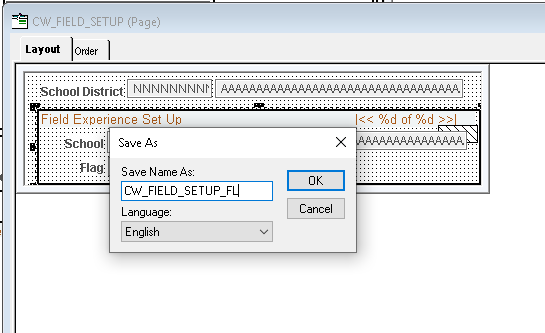 CW_FIELD_SETUP (Page)
Layout Order
School District: NNNNNNNNN AAAAAAAAAAAAAAAAAAAAAAAAAAAAAA
Field Experience Set Up |<< %d of %d >>|
School AAAAAAAAAAAAAA
Flag
Save As
Save Name As:
CW_FIELD_SETUP_FL
OK
Language:
Cancel
English